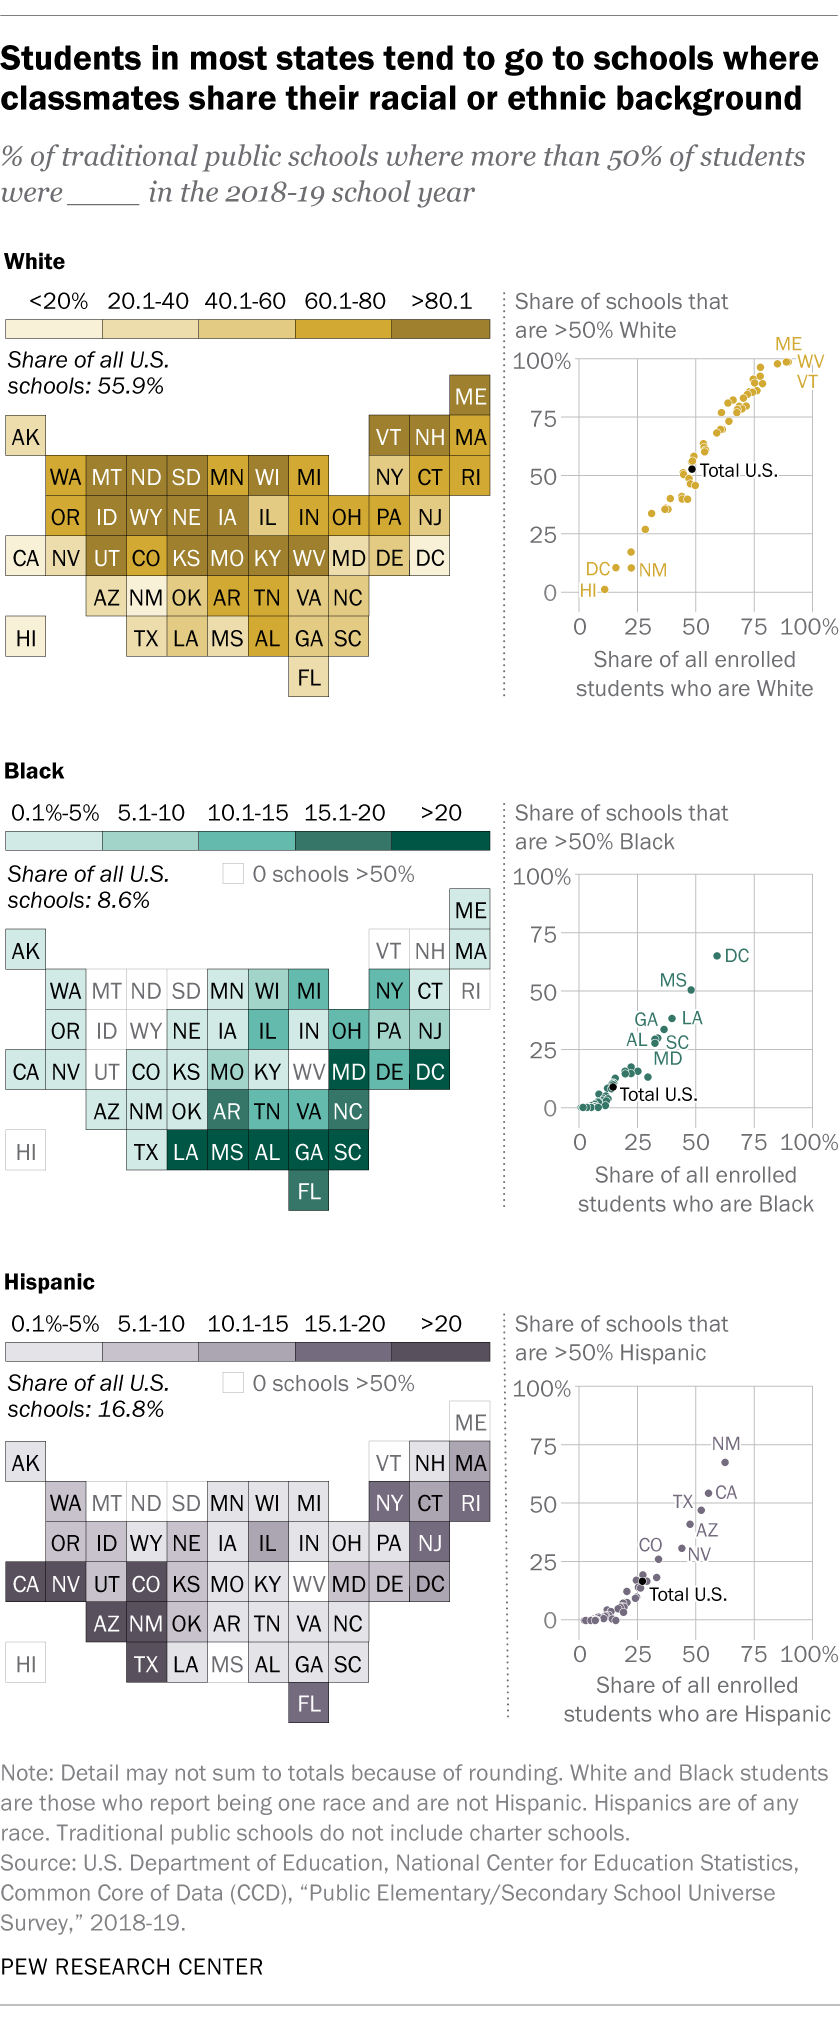 Students in most states tend to go to schools where
classmates share their racial or ethnic background
% of traditional public schools where more than 50% of students
were ____ in the 2018-19 school year
White
<20% 20.1-40 40.1-60 60.1-80 >80.1
Share of all U.S.
schools: 55.9%
ME
AK VT NH MA
WA MT ND SD MN WI MI NY CT RI
OR ID WY NE IA IL IN OH PA NJ
CA NV UT CO KS MO KY WV MD DE DC
AZ NM OK AR TN VA NC
HI TX LA MS AL GA SC
FL
Share of schools that
are >50% White
100%
75
50
25
0
ME
WV
VT
Total U.S.
DC
NM
HI
0 25 50 75 100%
Share of all enrolled
students who are White
Black
0.1%-5% 5.1-10 10.1-15 15.1-20 >20
Share of all U.S.
schools: 8.6%
0 schools >50%
ME
AK VT NH MA
WA MT ND SD MN WI MI NY CT RI
OR ID WY NE IA IL IN OH PA NJ
CA NV UT CO KS MO KY WV MD DE DC
AZ NM OK AR TN VA NC
HI TX LA MS AL GA SC
FL
Share of schools that
are >50% Black
100%
75
50
25
0
DC
MS
GA LA
AL SC
MD
Total U.S.
0 25 50 75 100%
Share of all enrolled
students who are Black
Hispanic
0.1%-5% 5.1-10 10.1-15 15.1-20 >20
Share of all U.S.
schools: 16.8%
0 schools >50%
ME
AK VT NH MA
WA MT ND SD MN WI MI NY CT RI
OR ID WY NE IA IL IN OH PA NJ
CA NV UT CO KS MO KY WV MD DE DC
AZ NM OK AR TN VA NC
HI TX LA MS AL GA SC
FL
Share of schools that
are >50% Hispanic
100%
75
50
25
0
NM
CA
TX
AZ
CO
NV
Total U.S.
0 25 50 75 100%
Share of all enrolled
students who are Hispanic
Note: Detail may not sum to totals because of rounding. White and Black students
are those who report being one race and are not Hispanic. Hispanics are of any
race. Traditional public schools do not include charter schools.
Source: U.S. Department of Education, National Center for Education Statistics,
Common Core of Data (CCD), “Public Elementary/Secondary School Universe
Survey,” 2018-19.
PEW RESEARCH CENTER